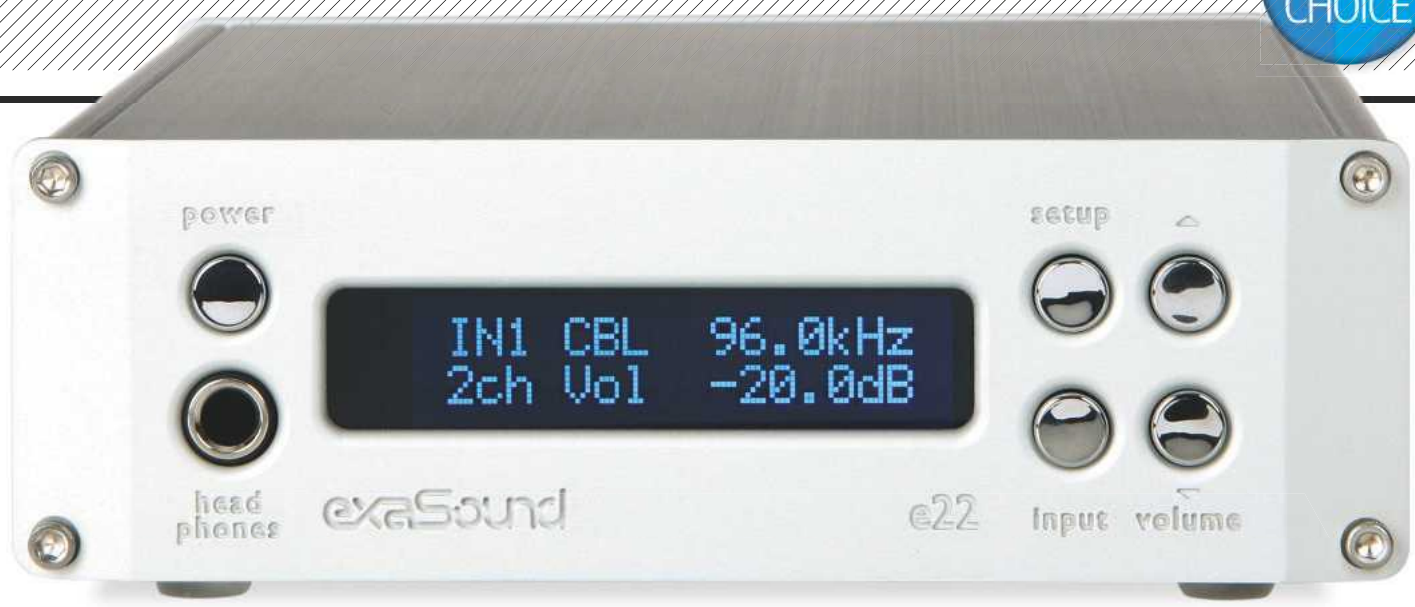 CHOICE
power
setup
IN1 CBL 96.0kHz
2ch Vol -20.0dB
head
phones
exaSound
e22
input volume